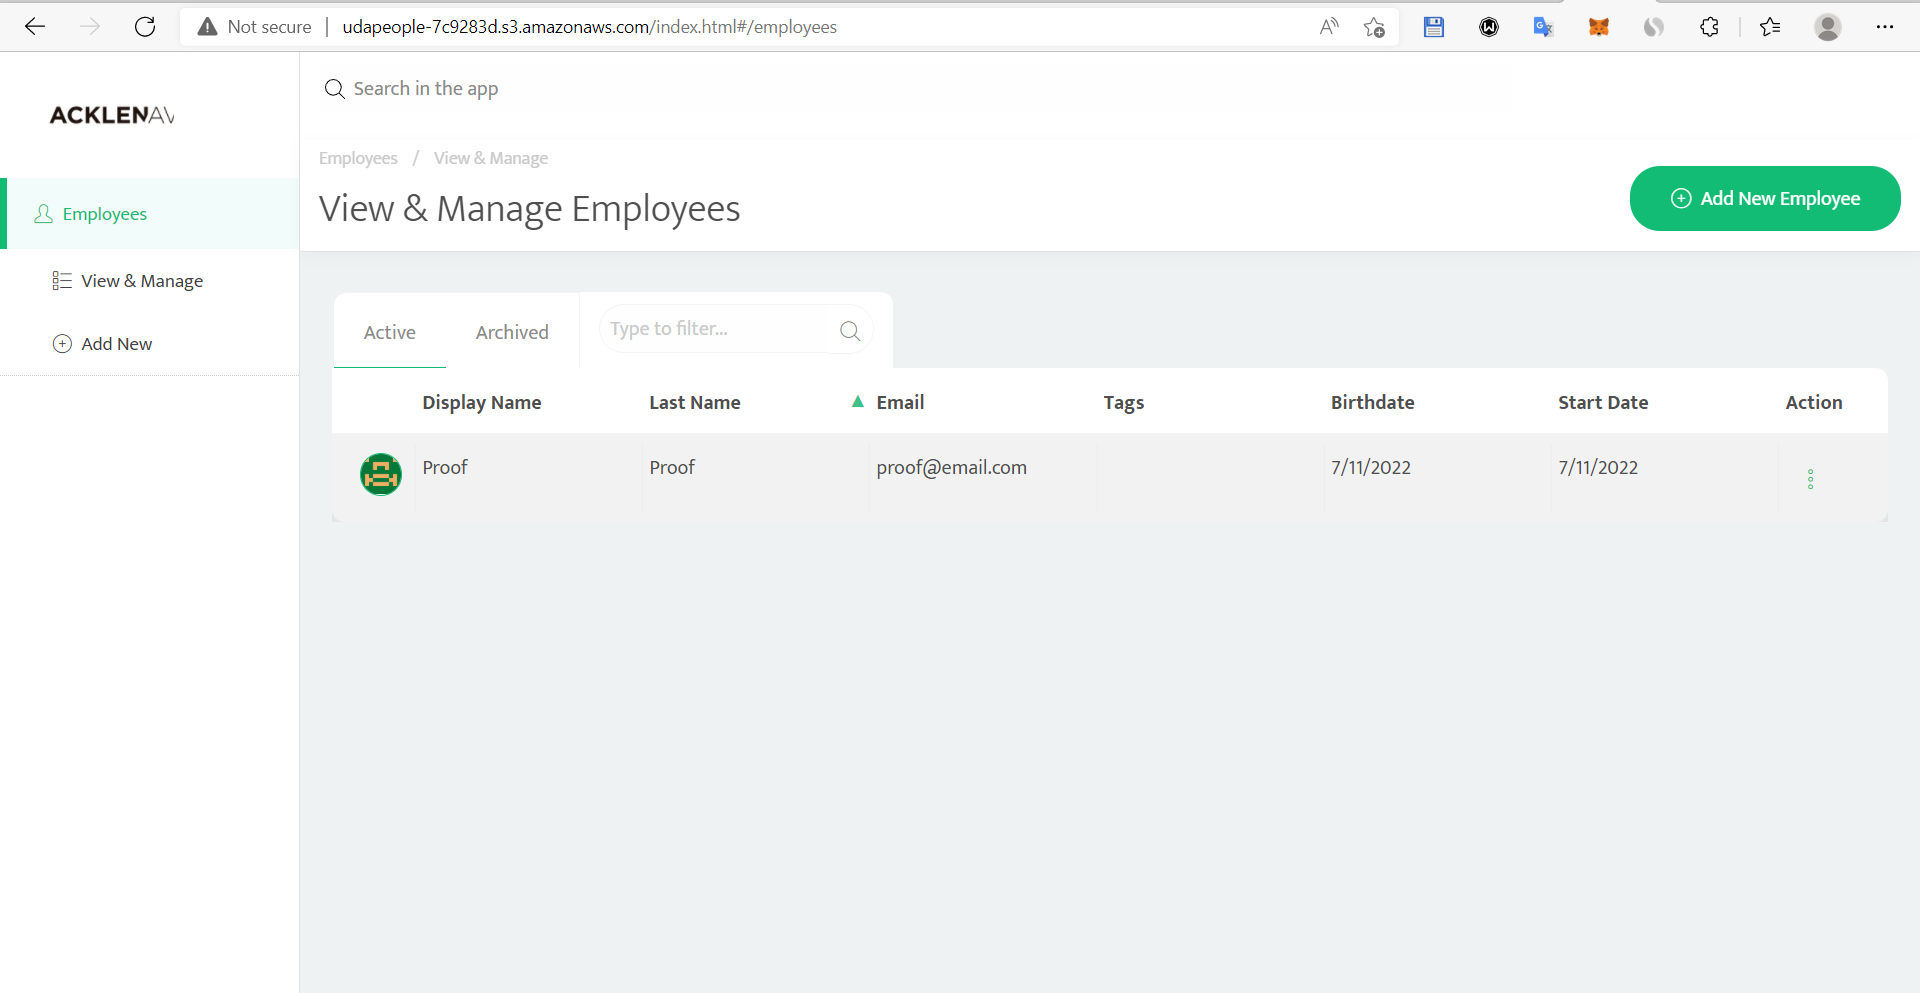 Not secure
udapeople-7c9283d.s3.amazonaws.com/index.html#/employees
ACKLENAV
Search in the app
Employees / View & Manage
View & Manage Employees
Add New Employee
Employees
View & Manage
Add New
Active Archived Type to filter...
Display Name Last Name Email Tags Birthdate Start Date Action
Proof Proof proof@email.com 7/11/2022 7/11/2022